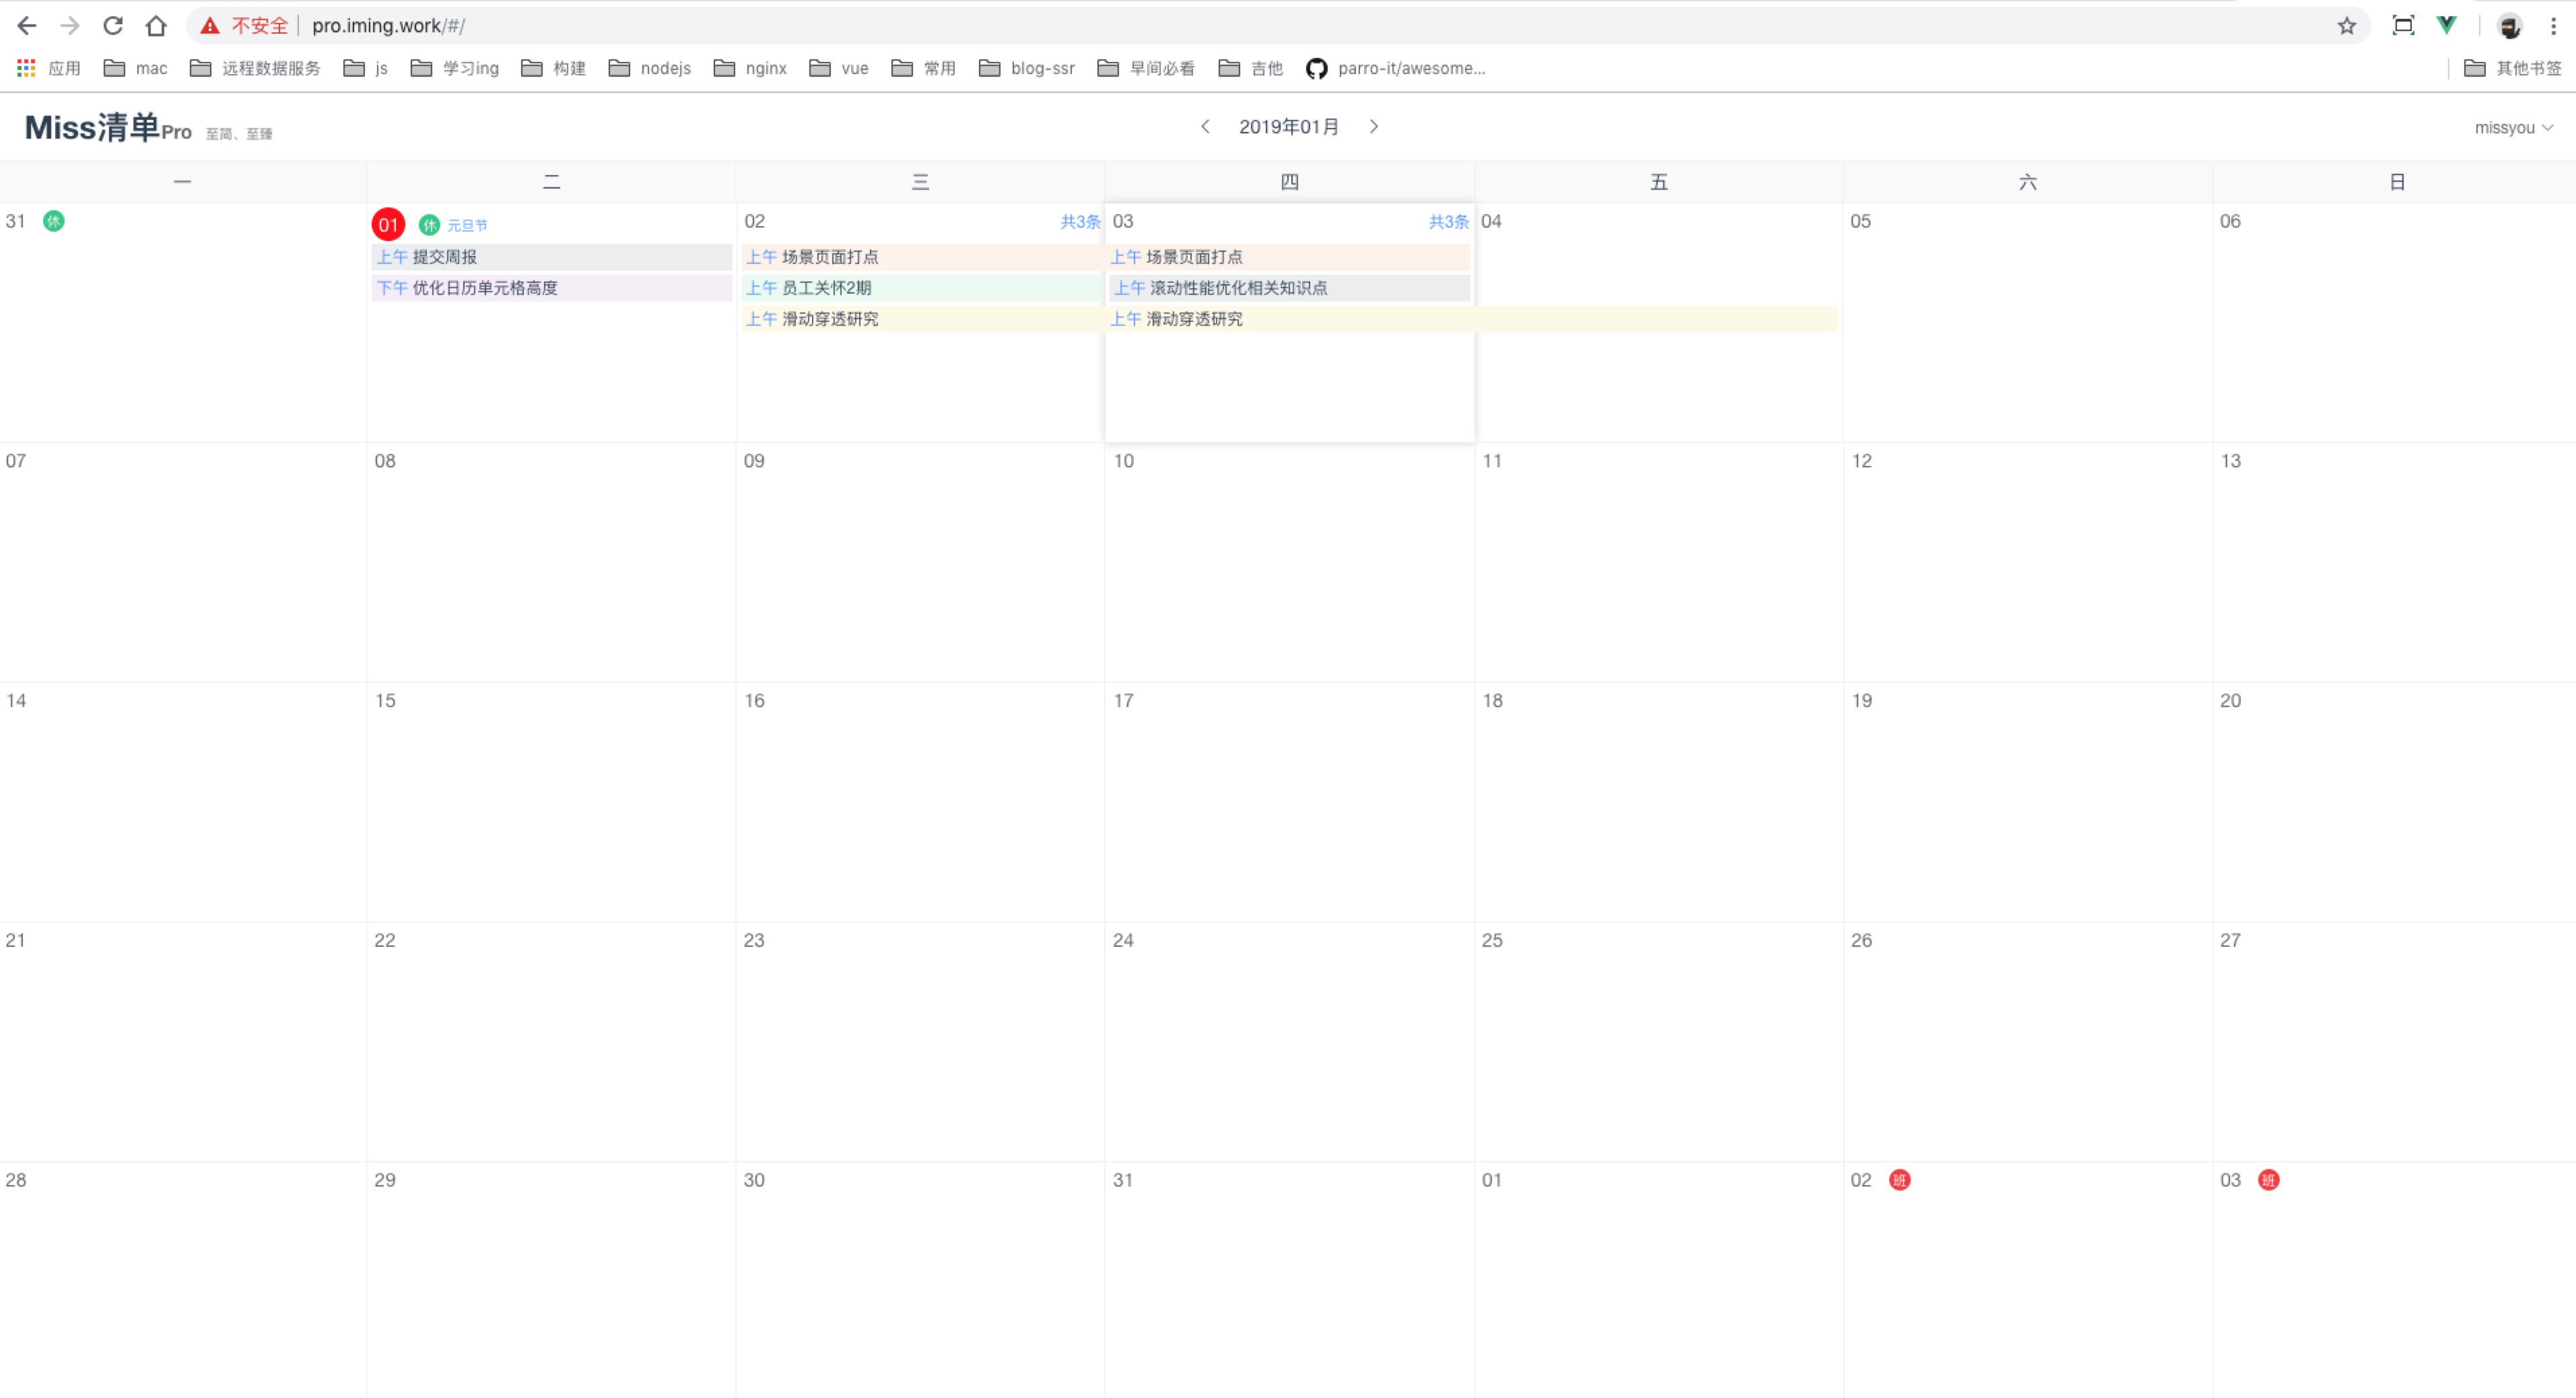 不安全 pro.iming.work/#/
应用 mac 远程数据服务 js 学习ing 构建 nodejs nginx vue 常用 blog-ssr 早间必看 吉他 parro-it/awesome... 其他书签
Miss清单Pro 至简、至臻 2019年01月 missyou
一 二 三 四 五 六 日
31 休 01 休 元旦节 02 共3条 03 共3条 04 05 06
上午 提交周报 上午 场景页面打点 上午 场景页面打点
下午 优化日历单元格高度 上午 员工关怀2期 上午 滚动性能优化相关知识点
上午 滑动穿透研究 上午 滑动穿透研究
07 08 09 10 11 12 13
14 15 16 17 18 19 20
21 22 23 24 25 26 27
28 29 30 31 01 02 班 03 班